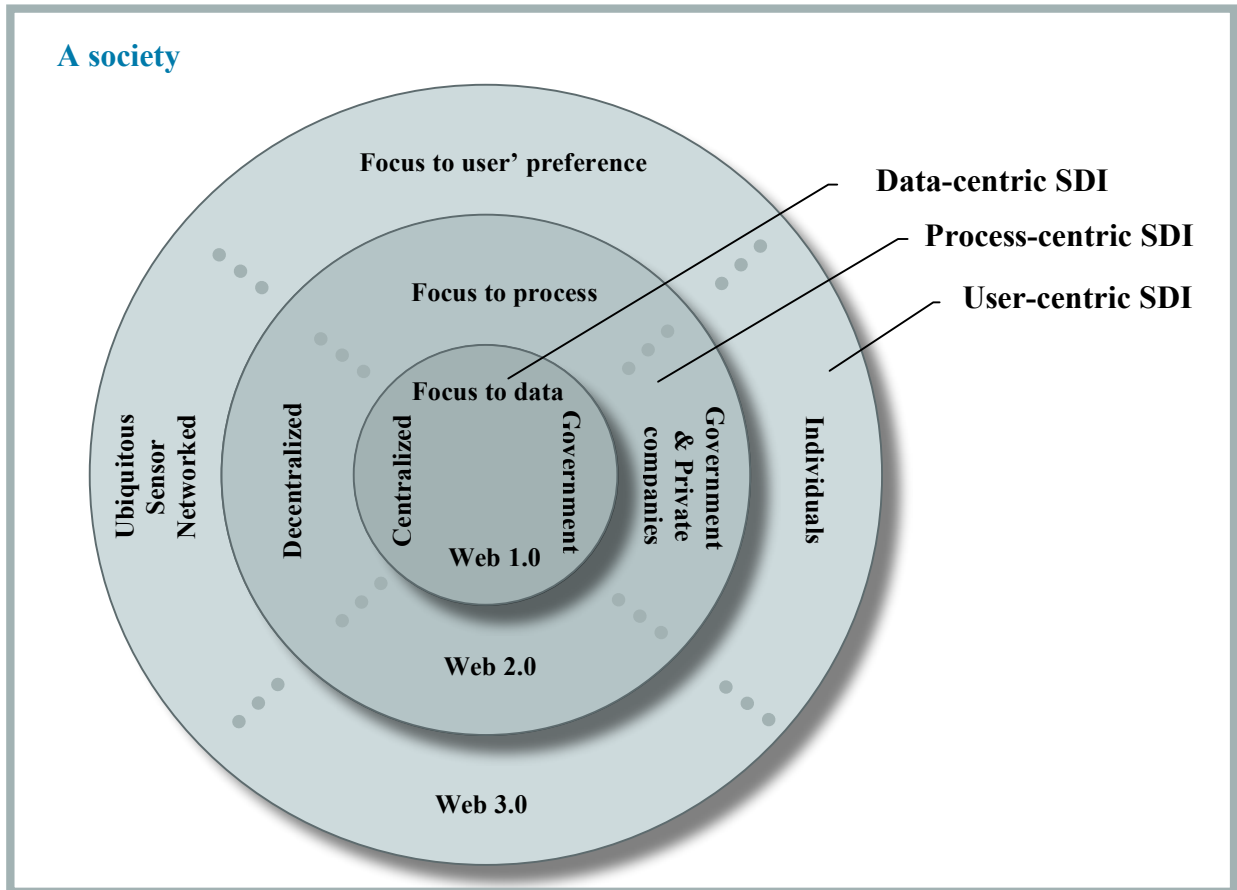 A society
Focus to user’ preference
Data-centric SDI
Process-centric SDI
User-centric SDI
Focus to process
Focus to data
Ubiquitous
Sensor
Networked
Decentralized
Centralized
Government
Government
& Private
companies
Individuals
Web 1.0
Web 2.0
Web 3.0